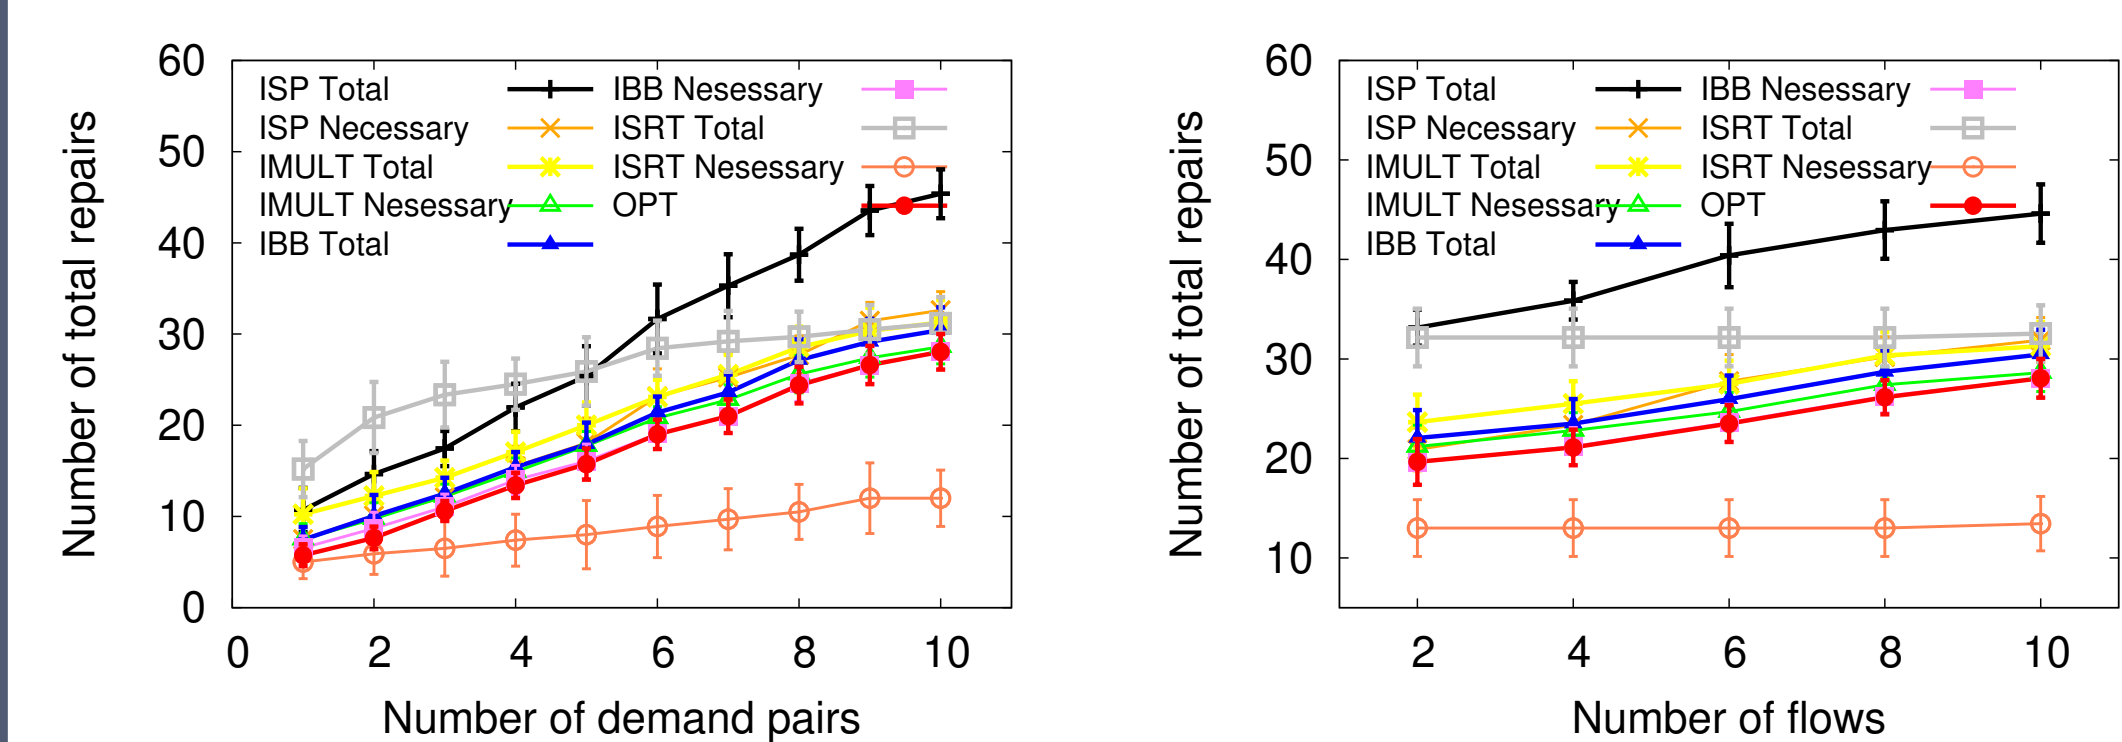 60
50
40
30
20
10
0
Number of total repairs
ISP Total
ISP Necessary
IMULT Total
IMULT Nesessary
IBB Total
IBB Nesessary
ISRT Total
ISRT Nesessary
OPT
0 2 4 6 8 10
Number of demand pairs
60
50
40
30
20
10
Number of total repairs
ISP Total
ISP Necessary
IMULT Total
IMULT Nesessary
IBB Total
IBB Nesessary
ISRT Total
ISRT Nesessary
OPT
2 4 6 8 10
Number of flows